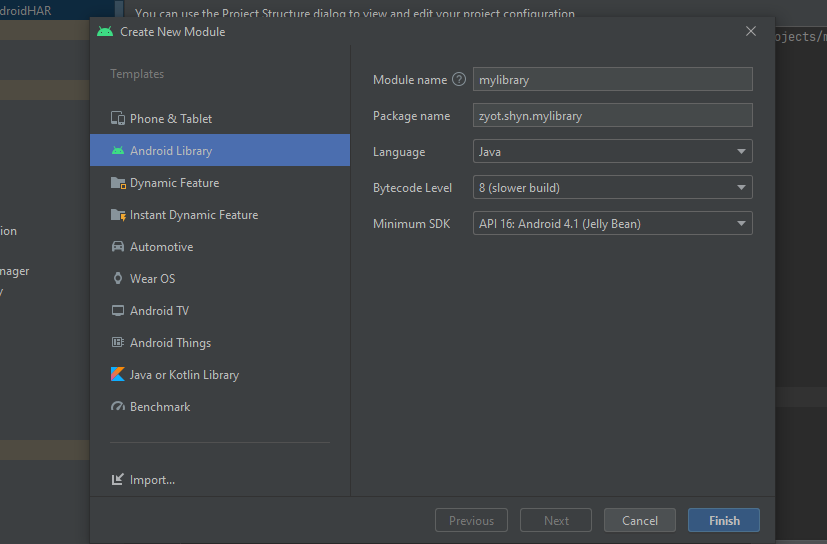 droidHAR
You can use the Project Structure dialog to view and edit your project configuration
Create New Module
ojects/m
Templates
Phone & Tablet
Android Library
Dynamic Feature
Instant Dynamic Feature
Automotive
Wear OS
Android TV
Android Things
Java or Kotlin Library
Benchmark
Import...
Module name ? mylibrary
Package name zyot.shyn.mylibrary
Language Java
Bytecode Level 8 (slower build)
Minimum SDK API 16: Android 4.1 (Jelly Bean)
ion
nager
y
Previous Next Cancel Finish